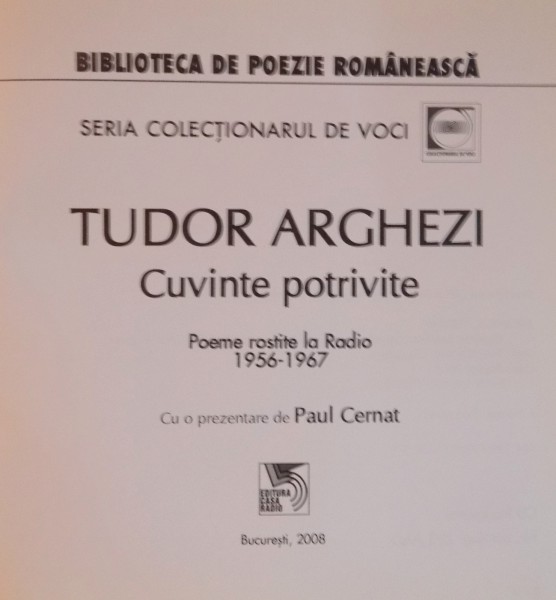 BIBLIOTECA DE POEZIE ROMÂNEASCĂ
SERIA COLECȚIONARUL DE VOCI
TUDOR ARGHEZI
Cuvinte potrivite
Poeme rostite la Radio
1956-1967
Cu o prezentare de Paul Cernat
EDITURA
CASA
RADIO
București, 2008